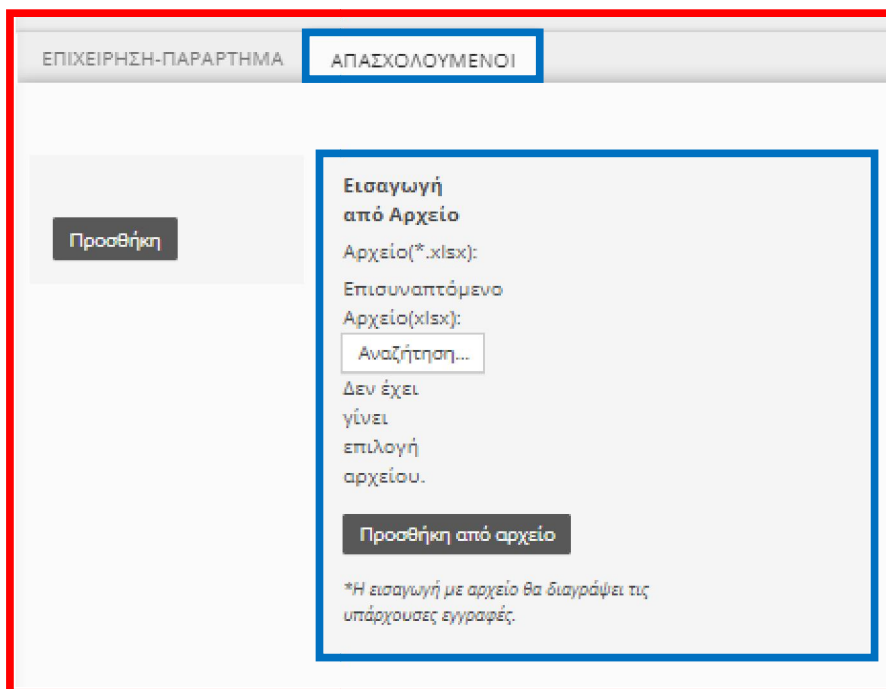 ΕΠΙΧΕΙΡΗΣΗ-ΠΑΡΑΡΤΗΜΑ
ΑΠΑΣΧΟΛΟΥΜΕΝΟΙ
Προσθήκη
Εισαγωγή
από Αρχείο
Αρχείο(*.xlsx):
Επισυναπτόμενο
Αρχείο(xlsx):
Αναζήτηση...
Δεν έχει
γίνει
επιλογή
αρχείου.
Προσθήκη από αρχείο
*Η εισαγωγή με αρχείο θα διαγράψει τις
υπάρχουσες εγγραφές.